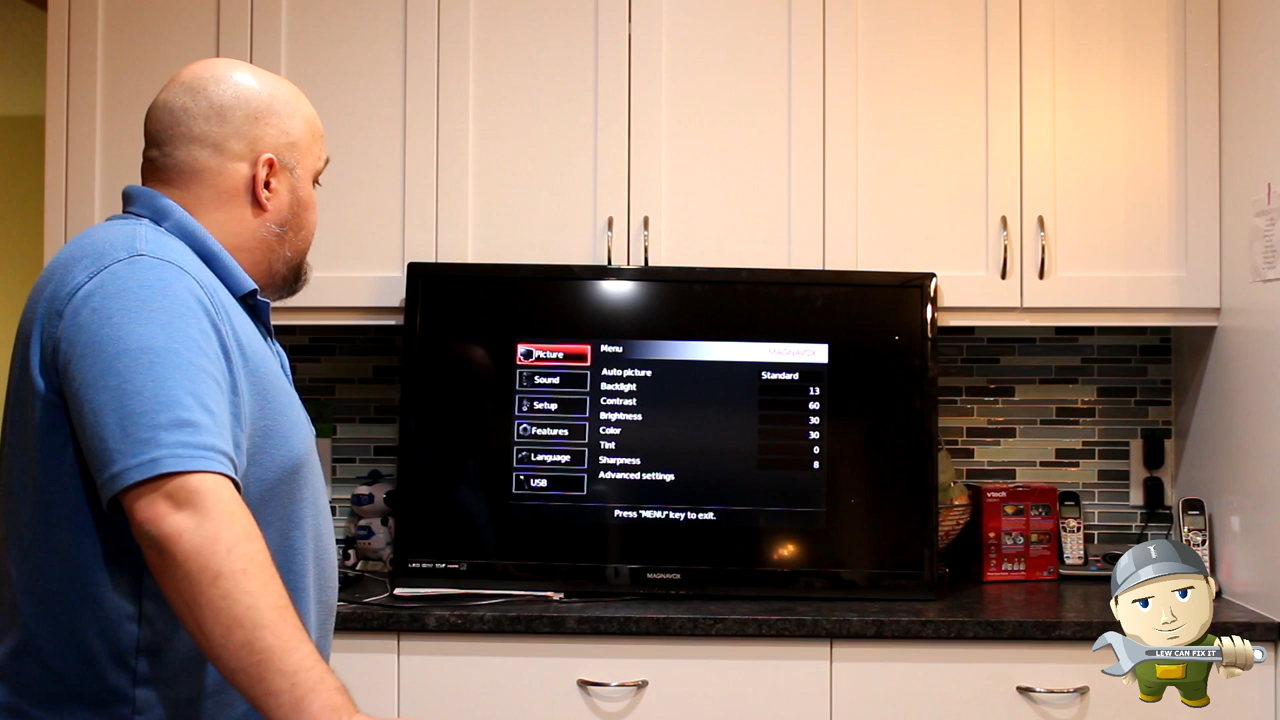 Menu
MAGNAVOX
Picture
Sound
Setup
Features
Language
USB
Auto picture Standard
Backlight 13
Contrast 60
Brightness 30
Color 30
Tint 0
Sharpness 8
Advanced settings
Press "MENU" key to exit.
MAGNAVOX
vtech
LEW CAN FIX IT